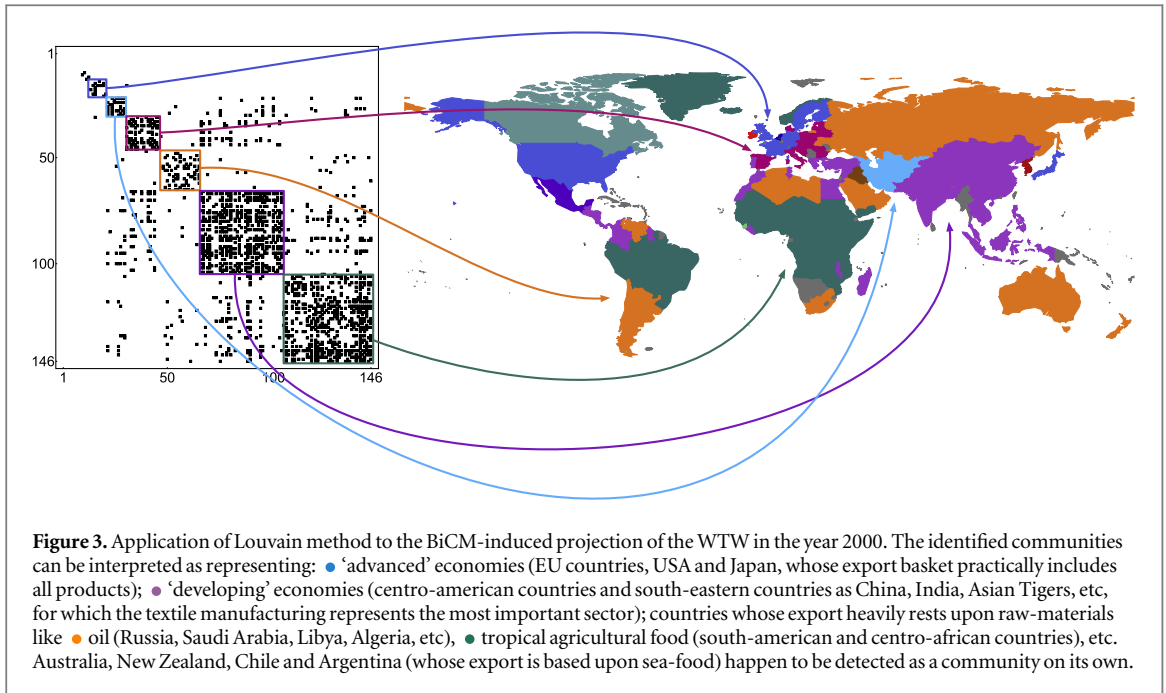 1
50
100
146
1
50
100
146
Figure 3. Application of Louvain method to the BiCM-induced projection of the WTW in the year 2000. The identified communities
can be interpreted as representing: ● ‘advanced’ economies (EU countries, USA and Japan, whose export basket practically includes
all products); ● ‘developing’ economies (centro-american countries and south-eastern countries as China, India, Asian Tigers, etc,
for which the textile manufacturing represents the most important sector); countries whose export heavily rests upon raw-materials
like ● oil (Russia, Saudi Arabia, Libya, Algeria, etc), ● tropical agricultural food (south-american and centro-african countries), etc.
Australia, New Zealand, Chile and Argentina (whose export is based upon sea-food) happen to be detected as a community on its own.